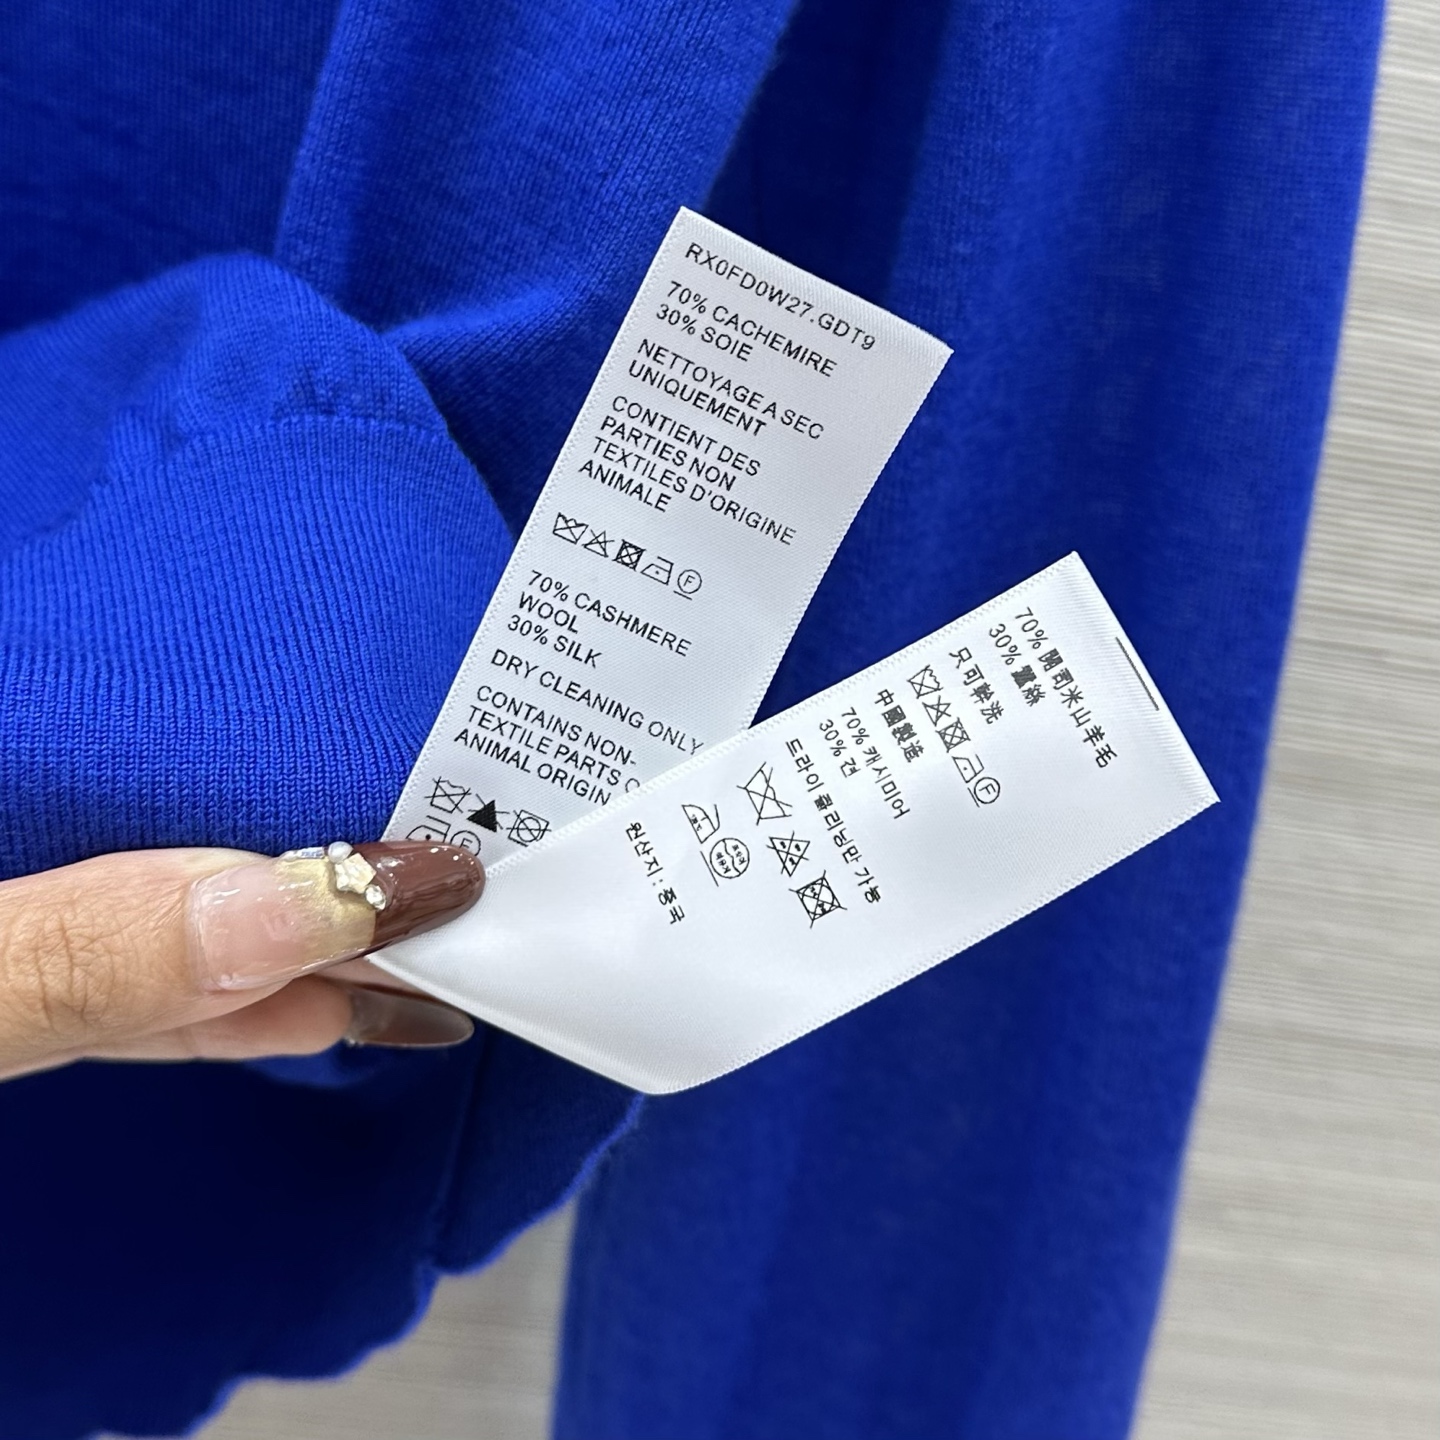 RX0FD0W27.GDT9
70% CACHEMIRE
30% SOIE
NETTOYAGE A SEC
UNIQUEMENT
CONTIENT DES
PARTIES NON
TEXTILES D'ORIGINE
ANIMALE
F
70% CASHMERE
WOOL
30% SILK
DRY CLEANING ONLY
CONTAINS NON-
TEXTILE PARTS O
ANIMAL ORIGIN
F
70% 開司米山羊毛
30% 蠶絲
只可幹洗
F
中國製造
70% 캐시미어
30% 견
드라이 클리닝만 가능
원산지 : 중국